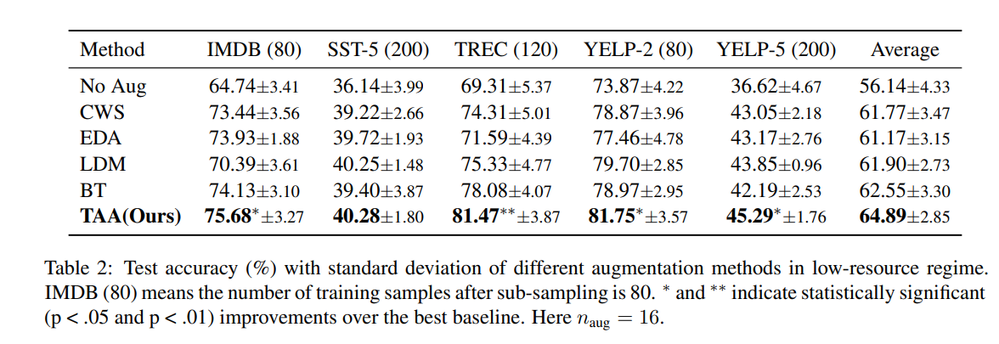 Method IMDB (80) SST-5 (200) TREC (120) YELP-2 (80) YELP-5 (200) Average
No Aug 64.74±3.41 36.14±3.99 69.31±5.37 73.87±4.22 36.62±4.67 56.14±4.33
CWS 73.44±3.56 39.22±2.66 74.31±5.01 78.87±3.96 43.05±2.18 61.77±3.47
EDA 73.93±1.88 39.72±1.93 71.59±4.39 77.46±4.78 43.17±2.76 61.17±3.15
LDM 70.39±3.61 40.25±1.48 75.33±4.77 79.70±2.85 43.85±0.96 61.90±2.73
BT 74.13±3.10 39.40±3.87 78.08±4.07 78.97±2.95 42.19±2.53 62.55±3.30
TAA(Ours) 75.68*±3.27 40.28±1.80 81.47**±3.87 81.75*±3.57 45.29*±1.76 64.89±2.85
Table 2: Test accuracy (%) with standard deviation of different augmentation methods in low-resource regime.
IMDB (80) means the number of training samples after sub-sampling is 80. * and ** indicate statistically significant
(p < .05 and p < .01) improvements over the best baseline. Here n_aug = 16.